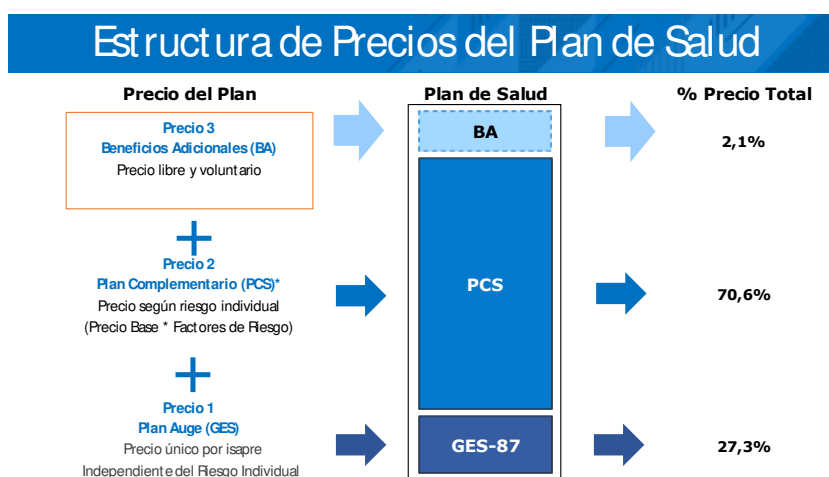 Estructura de Precios del Plan de Salud
Precio del Plan
Plan de Salud
% Precio Total
Precio 3
Beneficios Adicionales (BA)
Precio libre y voluntario
BA
2,1%
+
Precio 2
Plan Complementario (PCS)*
Precio según riesgo individual
(Precio Base * Factores de Riesgo)
PCS
70,6%
+
Precio 1
Plan Auge (GES)
Precio único por isapre
Independiente del Riesgo Individual
GES-87
27,3%